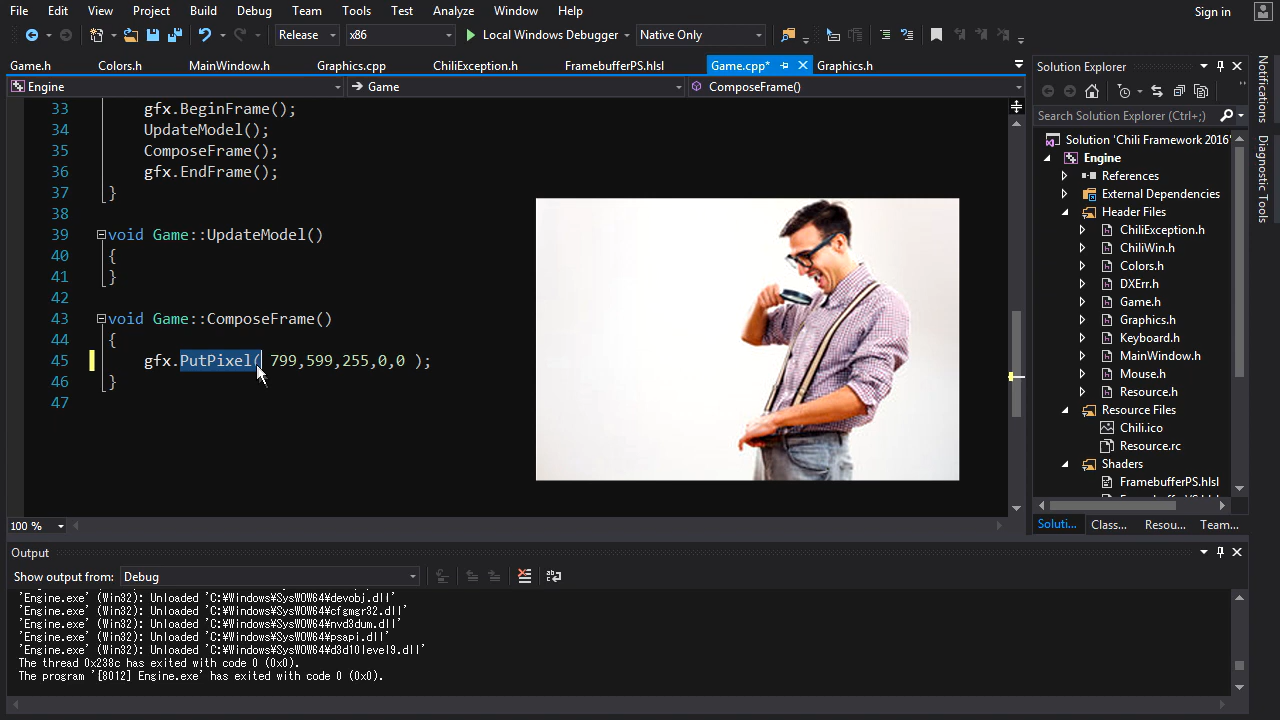 File Edit View Project Build Debug Team Tools Test Analyze Window Help Sign in
Release x86 Local Windows Debugger Native Only
Game.h Colors.h MainWindow.h Graphics.cpp ChiliException.h FramebufferPS.hlsl Game.cpp* Graphics.h
Engine Game ComposeFrame()
33 gfx.BeginFrame();
34 UpdateModel();
35 ComposeFrame();
36 gfx.EndFrame();
37 }
38
39 void Game::UpdateModel()
40 {
41 }
42
43 void Game::ComposeFrame()
44 {
45 gfx.PutPixel( 799,599,255,0,0 );
46 }
47
100 %
Solution Explorer
Search Solution Explorer (Ctrl+;)
Solution 'Chili Framework 2016'
Engine
References
External Dependencies
Header Files
ChiliException.h
ChiliWin.h
Colors.h
DXErr.h
Game.h
Graphics.h
Keyboard.h
MainWindow.h
Mouse.h
Resource.h
Resource Files
Chili.ico
Resource.rc
Shaders
FramebufferPS.hlsl
Soluti... Class... Resou... Team...
Notifications
Diagnostic Tools
Output
Show output from: Debug
'Engine.exe' (Win32): Unloaded 'C:¥Windows¥SysWOW64¥devobj.dll'
'Engine.exe' (Win32): Unloaded 'C:¥Windows¥SysWOW64¥cfgmgr32.dll'
'Engine.exe' (Win32): Unloaded 'C:¥Windows¥SysWOW64¥nvd3dum.dll'
'Engine.exe' (Win32): Unloaded 'C:¥Windows¥SysWOW64¥psapi.dll'
'Engine.exe' (Win32): Unloaded 'C:¥Windows¥SysWOW64¥d3d10level9.dll'
The thread 0x238c has exited with code 0 (0x0).
The program '[8012] Engine.exe' has exited with code 0 (0x0).